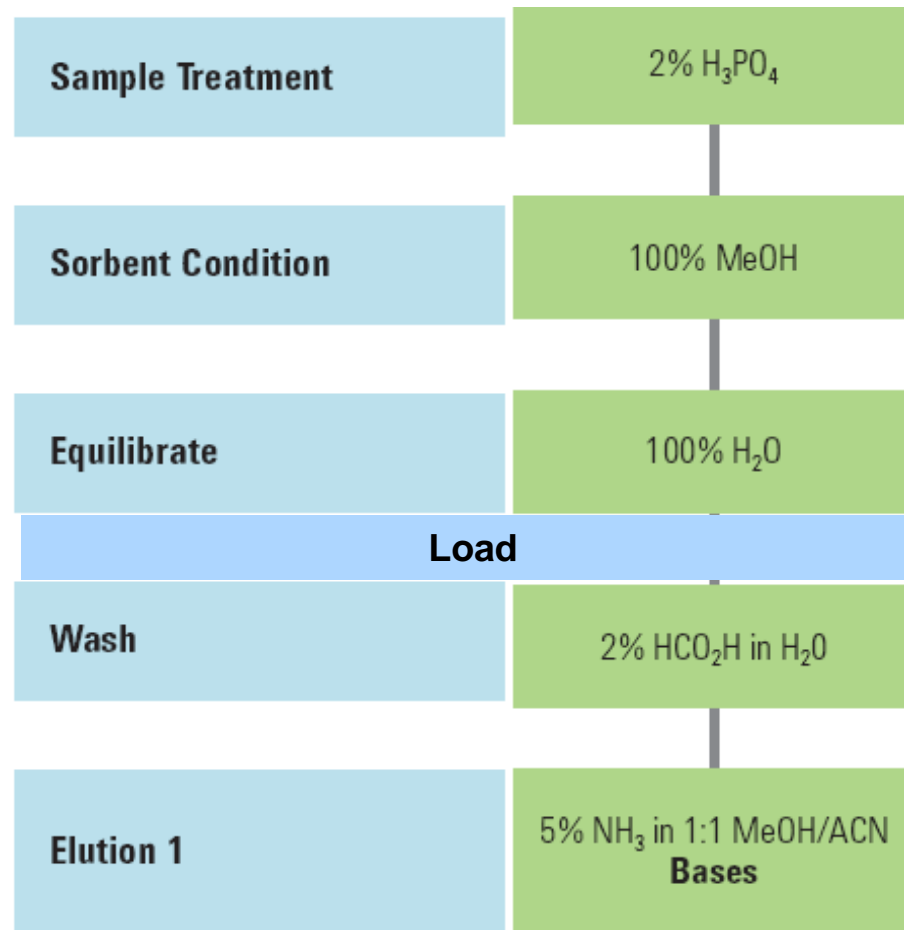 Sample Treatment
2% H₃PO₄
Sorbent Condition
100% MeOH
Equilibrate
100% H₂O
Load
Wash
2% HCO₂H in H₂0
Elution 1
5% NH₃ in 1:1 MeOH/ACN
Bases